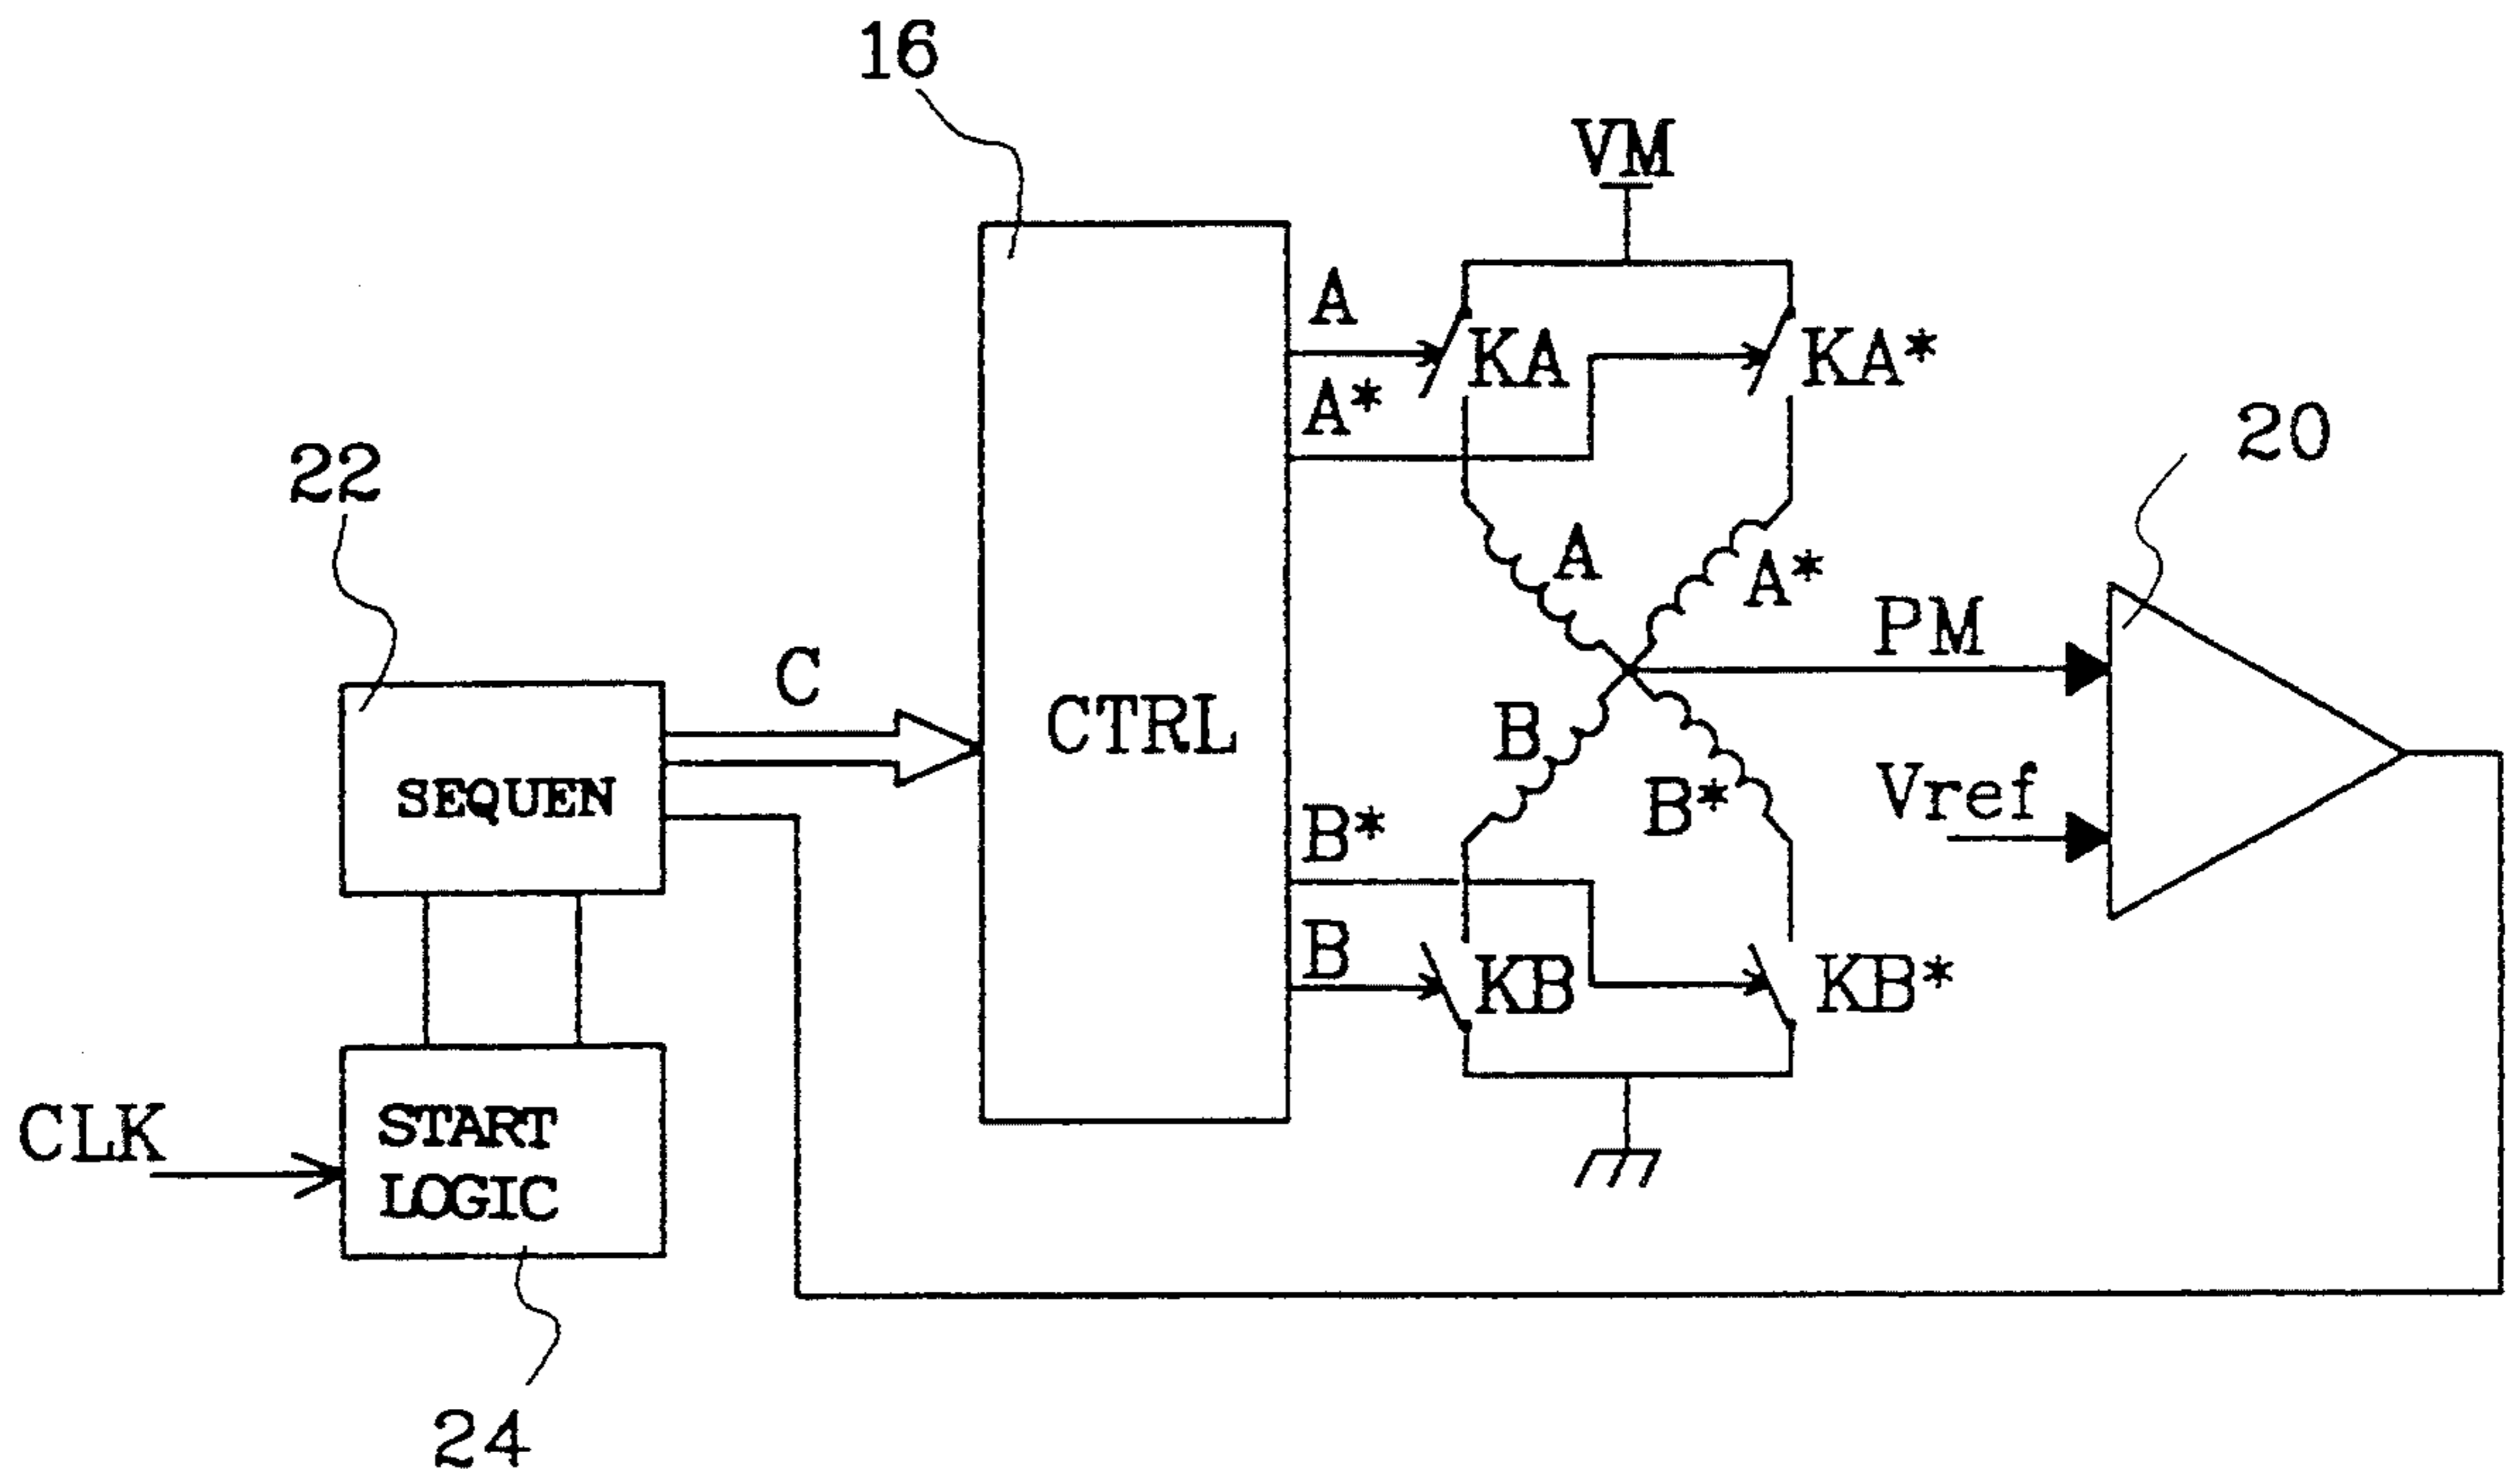 16
VM
A
KA
KA*
A*
20
22
A
A*
PM
C
B
CTRL
Vref
SEQUEN
B*
B*
B
KB
KB*
CLK
START
LOGIC
24